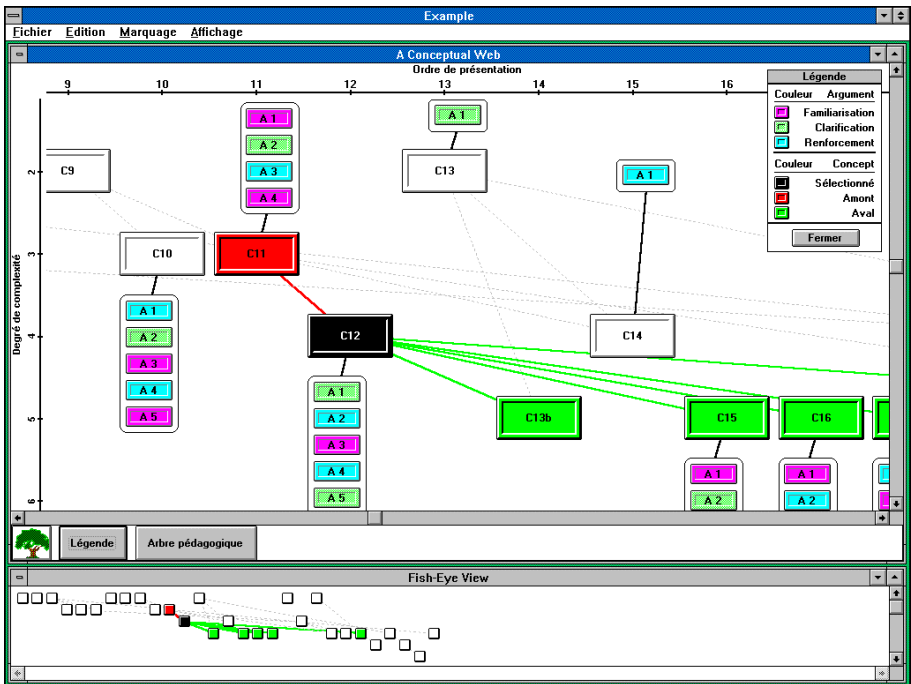 Example
Fichier Edition Marquage Affichage
A Conceptual Web
Ordre de présentation
9 10 11 12 13 14 15 16
Degré de complexité
2
3
4
5
6
Légende
Couleur Argument
Familiarisation
Clarification
Renforcement
Couleur Concept
Sélectionné
Amont
Aval
Fermer
C9
A 1
A 2
A 3
A 4
C11
C10
A 1
A 2
A 3
A 4
A 5
A 1
C13
A 1
C14
C12
A 1
A 2
A 3
A 4
A 5
C13b
C15
A 1
A 2
C16
A 1
A 2
Légende
Arbre pédagogique
Fish-Eye View